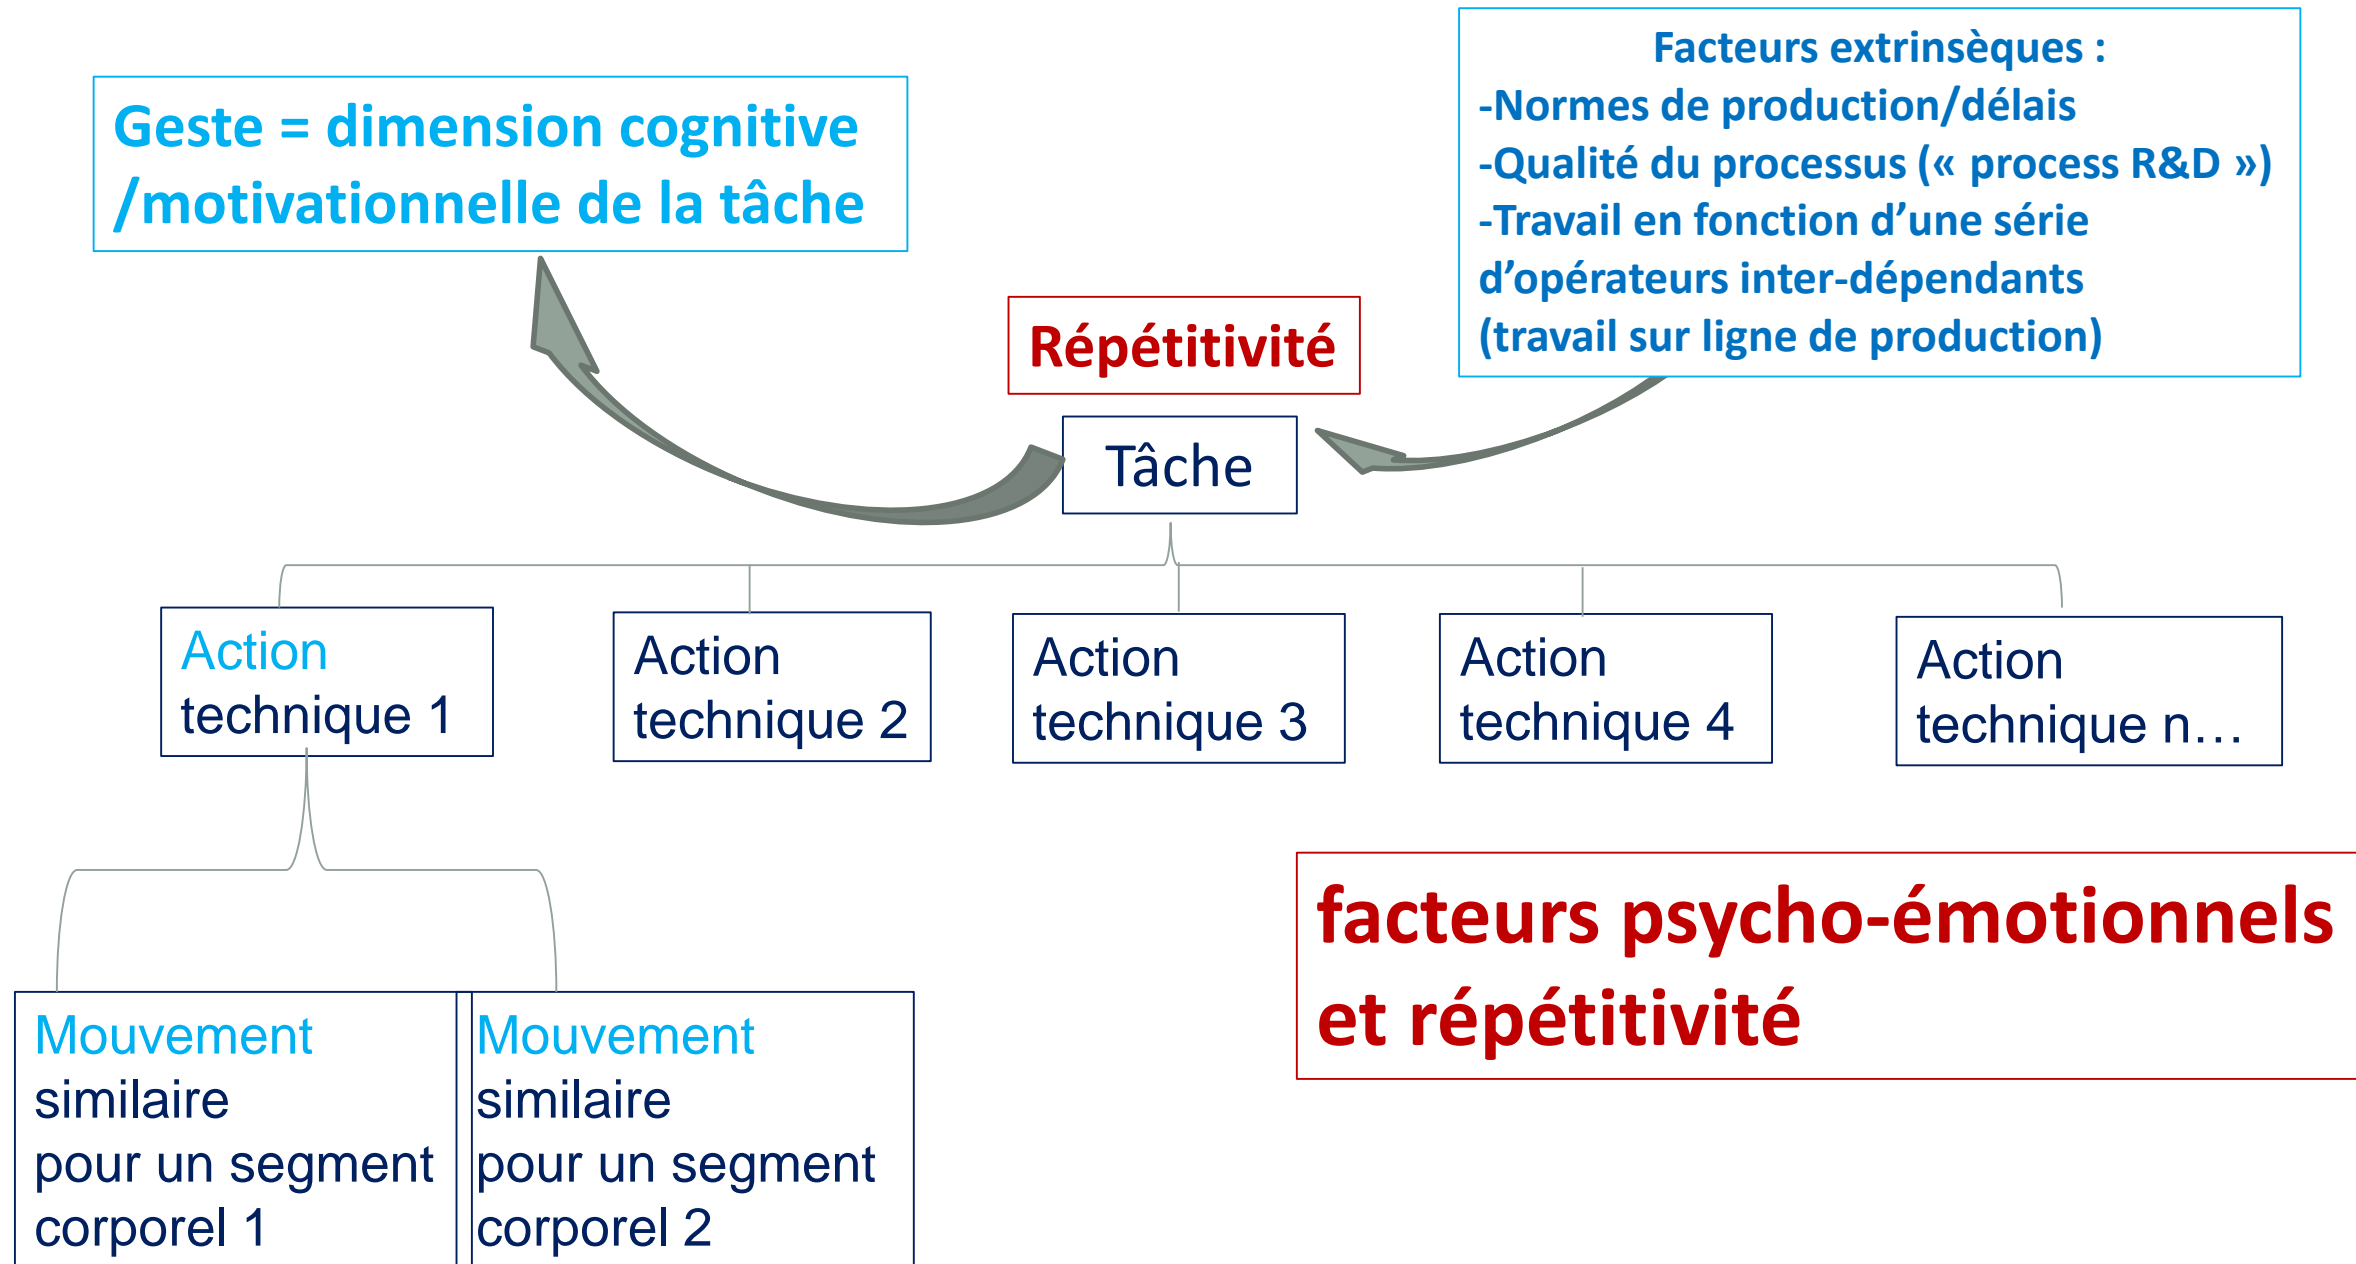 Facteurs extrinsèques :
-Normes de production/délais
-Qualité du processus (« process R&D »)
-Travail en fonction d’une série
d’opérateurs inter-dépendants
(travail sur ligne de production)
Geste = dimension cognitive
/motivationnelle de la tâche
Répétitivité
Tâche
Action
technique 1
Action
technique 2
Action
technique 3
Action
technique 4
Action
technique n…
facteurs psycho-émotionnels
et répétitivité
Mouvement
similaire
pour un segment
corporel 1
Mouvement
similaire
pour un segment
corporel 2